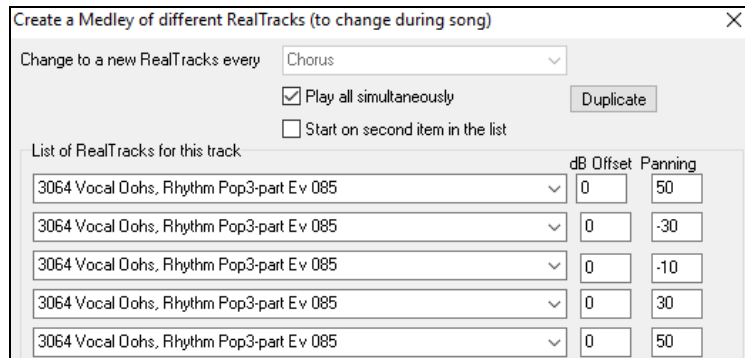 Create a Medley of different RealTracks (to change during song)
Change to a new RealTracks every Chorus
Play all simultaneously Duplicate
Start on second item in the list
List of RealTracks for this track
dB Offset Panning
3064 Vocal Oohs, Rhythm Pop3-part Ev 085 0 50
3064 Vocal Oohs, Rhythm Pop3-part Ev 085 0 -30
3064 Vocal Oohs, Rhythm Pop3-part Ev 085 0 -10
3064 Vocal Oohs, Rhythm Pop3-part Ev 085 0 30
3064 Vocal Oohs, Rhythm Pop3-part Ev 085 0 50